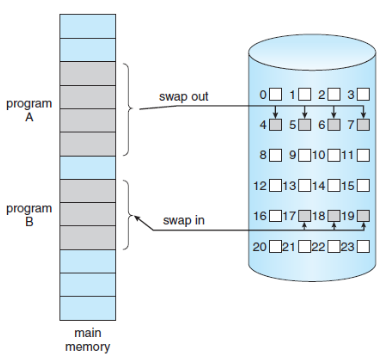 program
A
program
B
main
memory
swap out
swap in
0 1 2 3
4 5 6 7
8 9 10 11
12 13 14 15
16 17 18 19
20 21 22 23